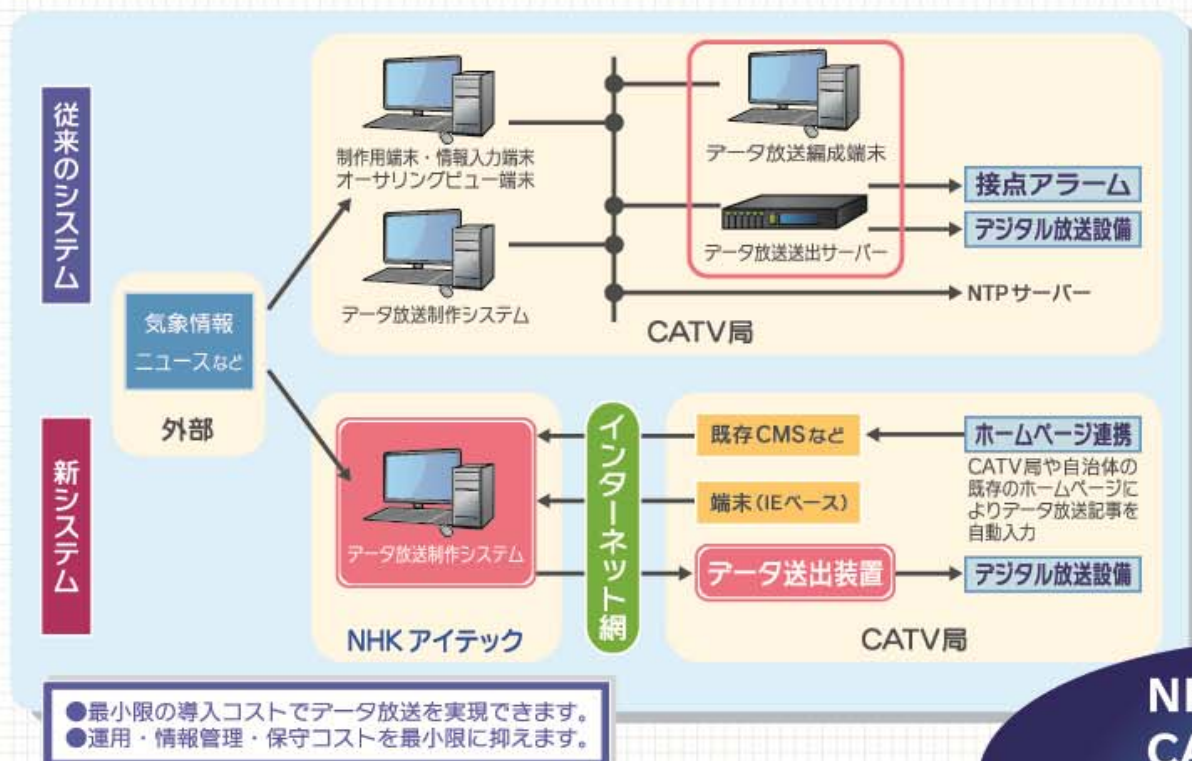 従来のシステム
制作用端末・情報入力端末
オーサリングビュー端末
データ放送制作システム
データ放送編成端末
データ放送送出サーバー
接点アラーム
デジタル放送設備
NTPサーバー
CATV局
気象情報
ニュースなど
外部
新システム
データ放送制作システム
NHKアイテック
インターネット網
既存CMSなど
端末(IEベース)
データ送出装置
ホームページ連携
CATV局や自治体の
既存のホームページに
よりデータ放送記事を
自動入力
デジタル放送設備
CATV局
●最小限の導入コストでデータ放送を実現できます。
●運用・情報管理・保守コストを最小限に抑えます。